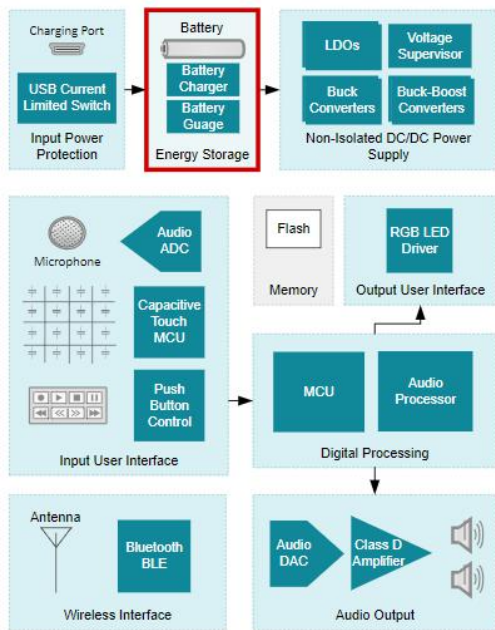 Charging Port
USB Current
Limited Switch
Input Power
Protection
Battery
Battery
Charger
Battery
Guage
Energy Storage
LDOs
Voltage
Supervisor
Buck
Converters
Buck-Boost
Converters
Non-Isolated DC/DC Power
Supply
Microphone
Audio
ADC
Capacitive
Touch
MCU
Push
Button
Control
Input User Interface
Flash
Memory
RGB LED
Driver
Output User Interface
MCU
Audio
Processor
Digital Processing
Antenna
Bluetooth
BLE
Wireless Interface
Audio
DAC
Class D
Amplifier
Audio Output